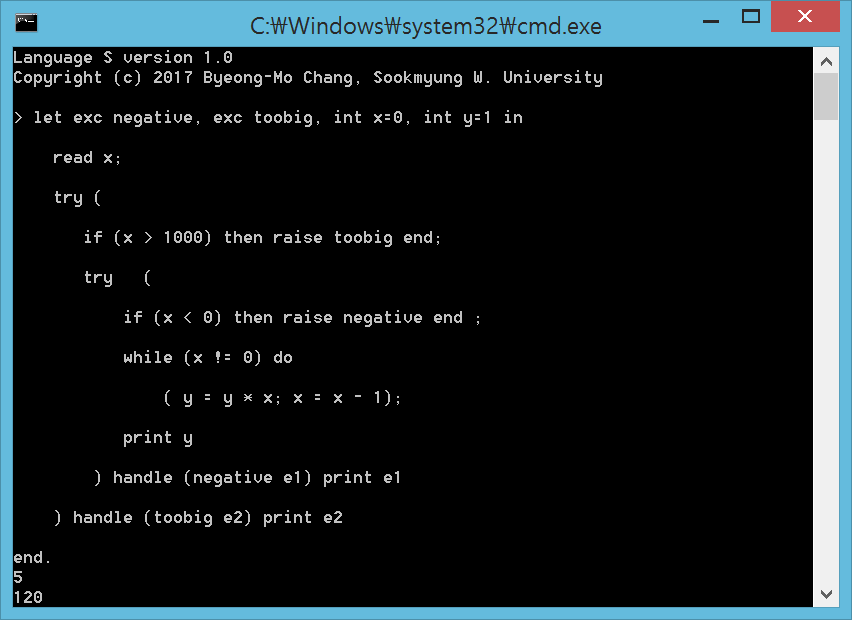 C:₩Windows₩system32₩cmd.exe
Language S version 1.0
Copyright (c) 2017 Byeong-Mo Chang, Sookmyung W. University
> let exc negative, exc toobig, int x=0, int y=1 in
read x;
try (
if (x > 1000) then raise toobig end;
try (
if (x < 0) then raise negative end ;
while (x != 0) do
( y = y * x; x = x - 1);
print y
) handle (negative e1) print e1
) handle (toobig e2) print e2
end.
5
120